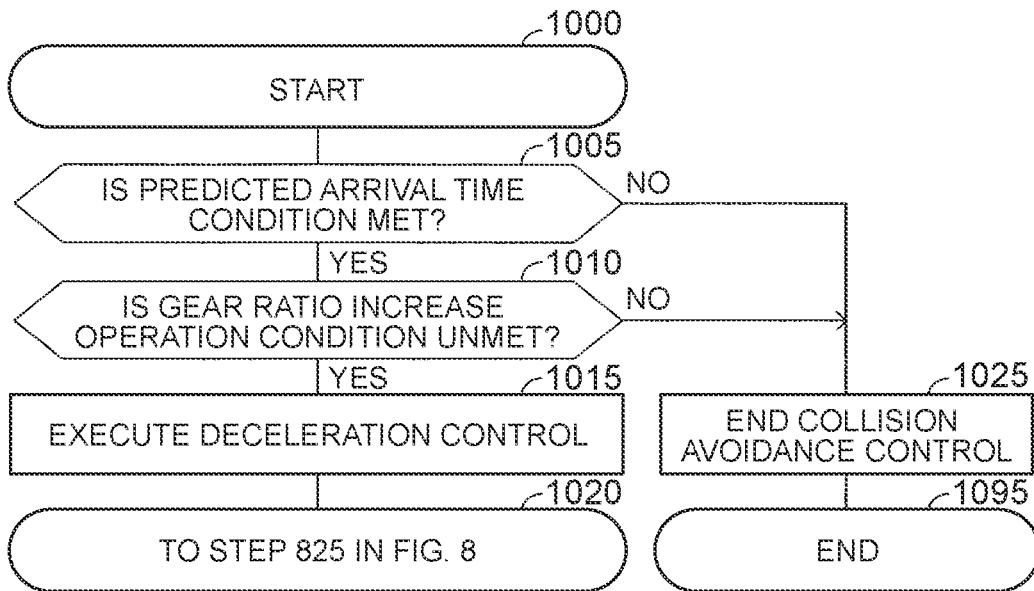 1000
START
1005
IS PREDICTED ARRIVAL TIME
CONDITION MET?
NO
YES
1010
IS GEAR RATIO INCREASE
OPERATION CONDITION UNMET?
NO
YES
1015
EXECUTE DECELERATION CONTROL
1025
END COLLISION
AVOIDANCE CONTROL
1020
TO STEP 825 IN FIG. 8
1095
END